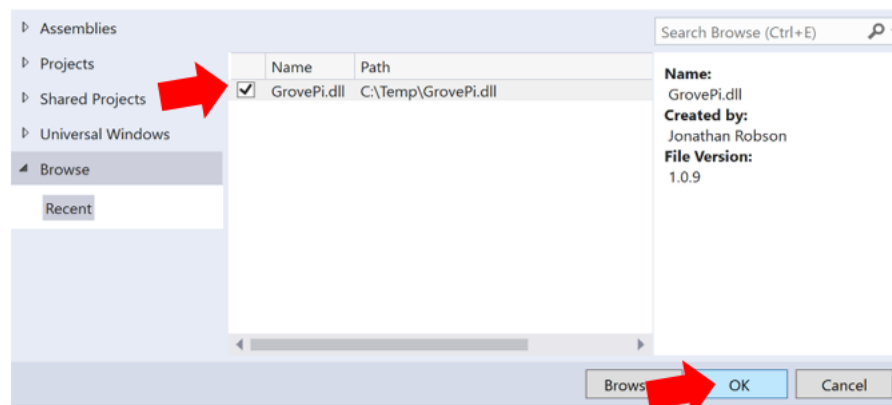 Assemblies
Projects
Shared Projects
Universal Windows
Browse
Recent
Name Path
GrovePi.dll C:\Temp\GrovePi.dll
Search Browse (Ctrl+E)
Name:
GrovePi.dll
Created by:
Jonathan Robson
File Version:
1.0.9
OK Cancel